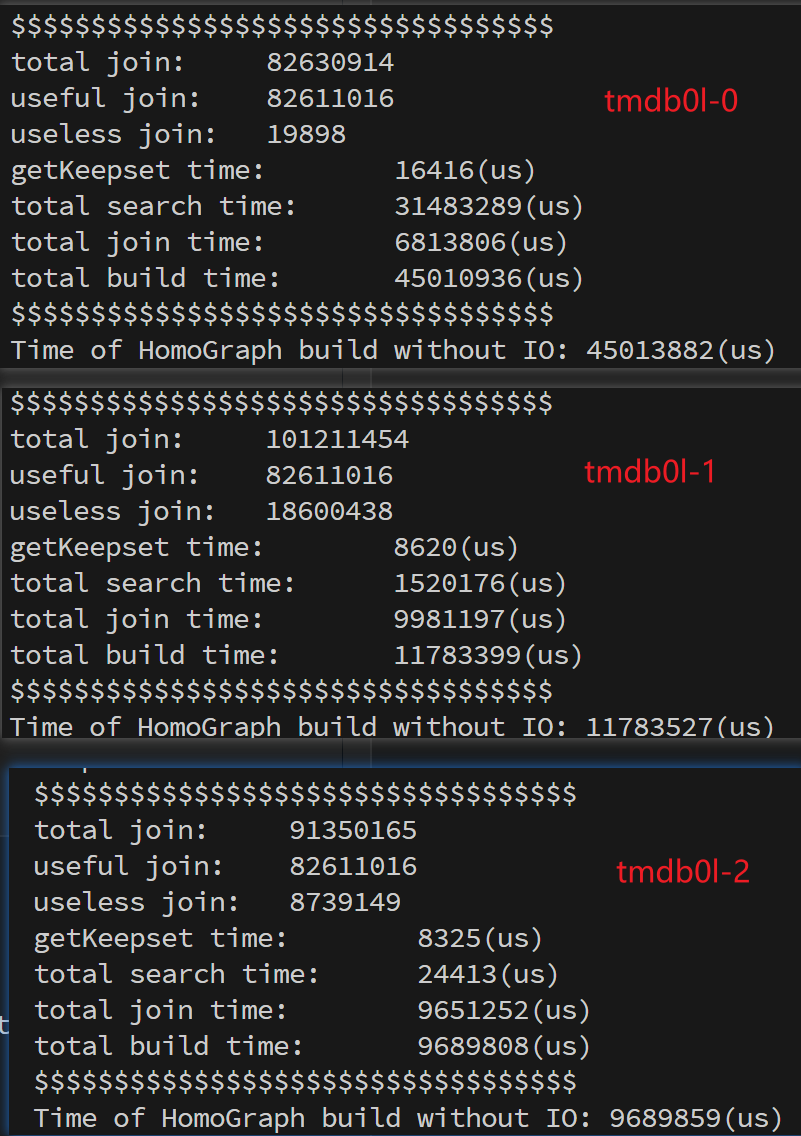 $$$$$$$$$$$$$$$$$$$$$$$$$$$$$$$$$$
total join: 82630914
useful join: 82611016
tmdb0l-0
useless join: 19898
getKeepset time: 16416(us)
total search time: 31483289(us)
total join time: 6813806(us)
total build time: 45010936(us)
$$$$$$$$$$$$$$$$$$$$$$$$$$$$$$$$$$
Time of HomoGraph build without IO: 45013882(us)
$$$$$$$$$$$$$$$$$$$$$$$$$$$$$$$$$$
total join: 101211454
useful join: 82611016
tmdb0l-1
useless join: 18600438
getKeepset time: 8620(us)
total search time: 1520176(us)
total join time: 9981197(us)
total build time: 11783399(us)
$$$$$$$$$$$$$$$$$$$$$$$$$$$$$$$$$$
Time of HomoGraph build without IO: 11783527(us)
$$$$$$$$$$$$$$$$$$$$$$$$$$$$$$$$$$
total join: 91350165
useful join: 82611016
tmdb0l-2
useless join: 8739149
getKeepset time: 8325(us)
total search time: 24413(us)
total join time: 9651252(us)
total build time: 9689808(us)
$$$$$$$$$$$$$$$$$$$$$$$$$$$$$$$$$$
Time of HomoGraph build without IO: 9689859(us)